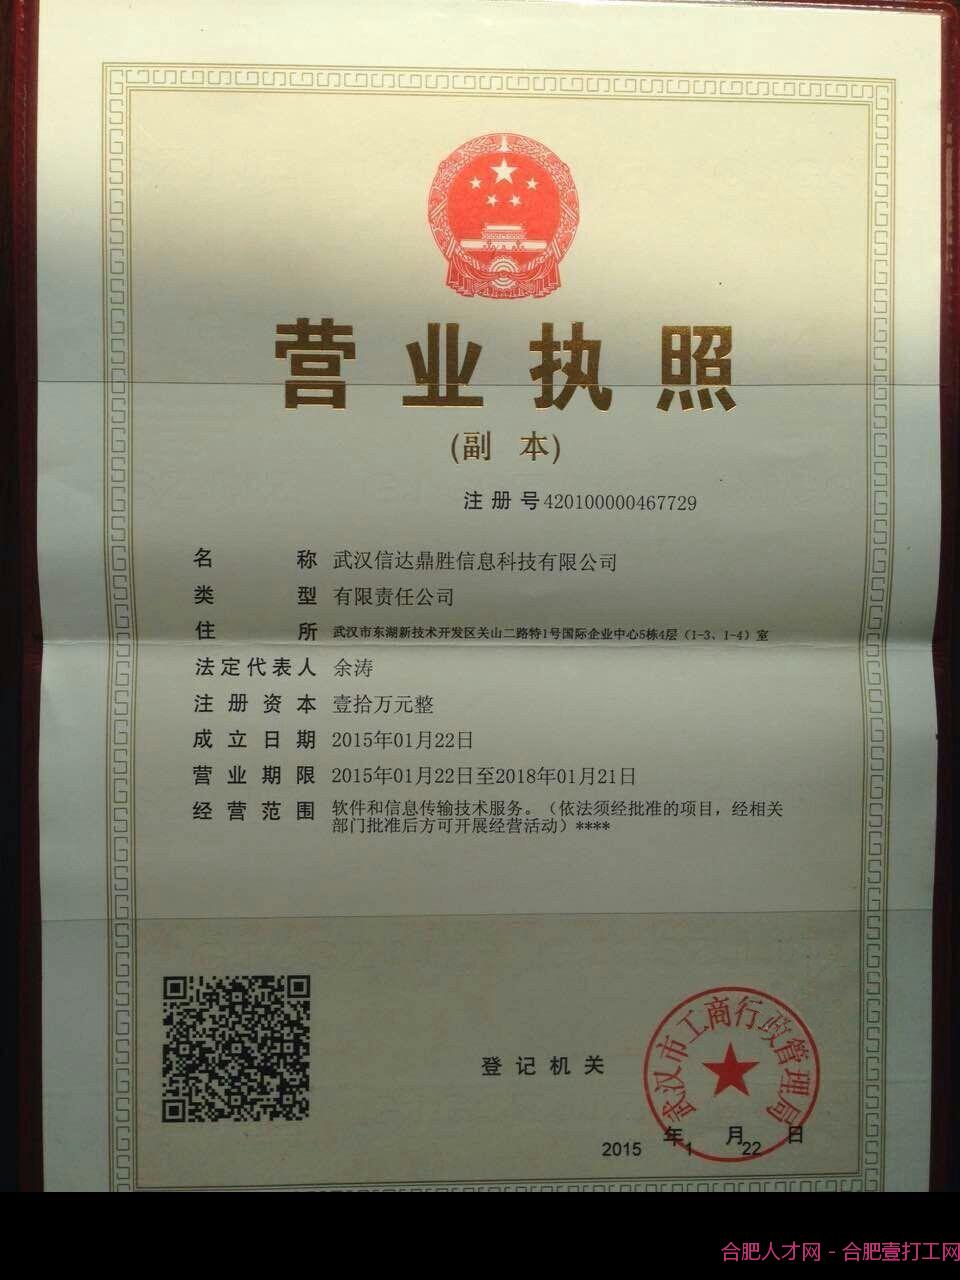 营业执照
(副 本)
注册号420100000467729
名称 武汉信达鼎胜信息科技有限公司
类型 有限责任公司
住所 武汉市东湖新技术开发区关山二路特1号国际企业中心5栋4层（1-3、1-4）室
法定代表人 余涛
注册资本 壹拾万元整
成立日期 2015年01月22日
营业期限 2015年01月22日至2018年01月21日
经营范围 软件和信息传输技术服务。（依法须经批准的项目，经相关
部门批准后方可开展经营活动）****
登记机关
武汉市工商行政管理局
2015年1月22日
合肥人才网 - 合肥壹打工网